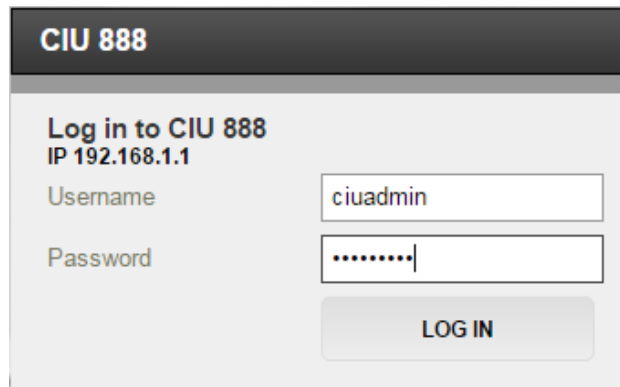 CIU 888
Log in to CIU 888
IP 192.168.1.1
Username ciuadmin
Password •••••••••
LOG IN